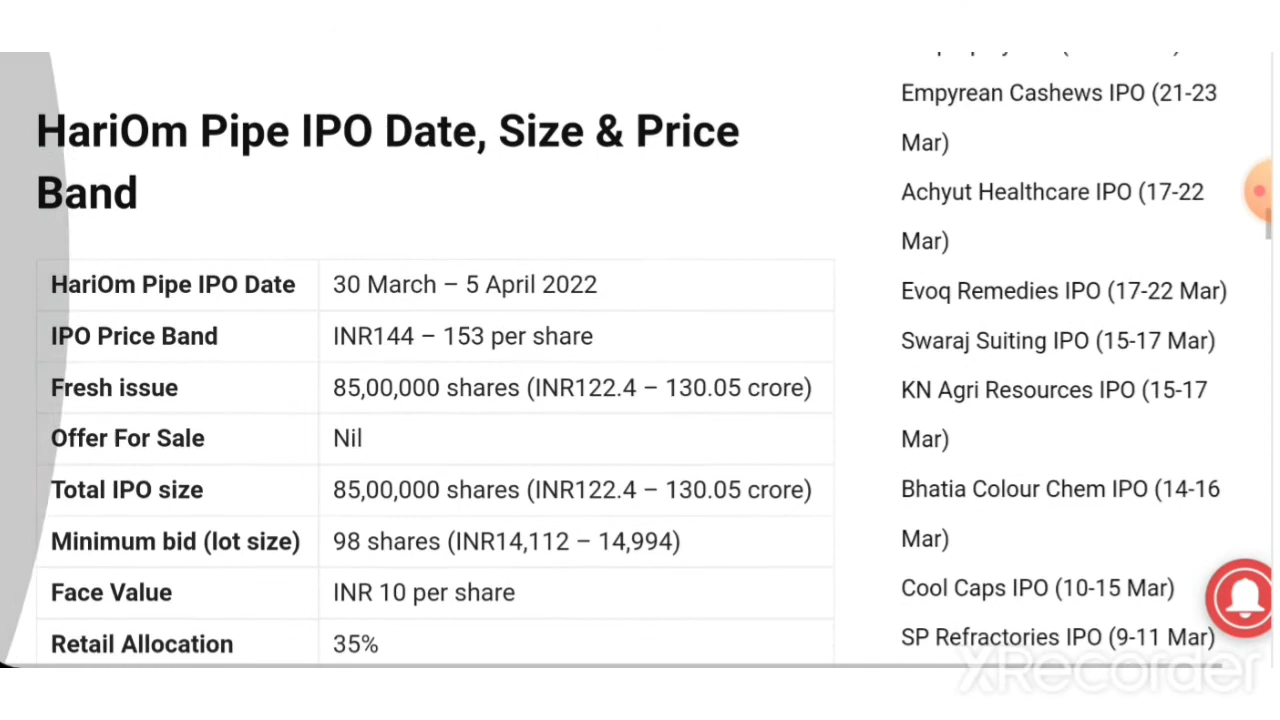 HariOm Pipe IPO Date, Size & Price
Band
HariOm Pipe IPO Date 30 March – 5 April 2022
IPO Price Band INR144 – 153 per share
Fresh issue 85,00,000 shares (INR122.4 – 130.05 crore)
Offer For Sale Nil
Total IPO size 85,00,000 shares (INR122.4 – 130.05 crore)
Minimum bid (lot size) 98 shares (INR14,112 – 14,994)
Face Value INR 10 per share
Retail Allocation 35%
Empyrean Cashews IPO (21-23
Mar)
Achyut Healthcare IPO (17-22
Mar)
Evoq Remedies IPO (17-22 Mar)
Swaraj Suiting IPO (15-17 Mar)
KN Agri Resources IPO (15-17
Mar)
Bhatia Colour Chem IPO (14-16
Mar)
Cool Caps IPO (10-15 Mar)
SP Refractories IPO (9-11 Mar)
XRecorder